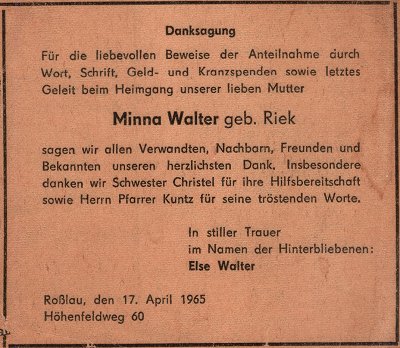 Danksagung
Für die liebevollen Beweise der Anteilnahme durch
Wort, Schrift, Geld- und Kranzspenden sowie letztes
Geleit beim Heimgang unserer lieben Mutter
Minna Walter geb. Riek
sagen wir allen Verwandten, Nachbarn, Freunden und
Bekannten unseren herzlichsten Dank. Insbesondere
danken wir Schwester Christel für ihre Hilfsbereitschaft
sowie Herrn Pfarrer Kuntz für seine tröstenden Worte.
In stiller Trauer
im Namen der Hinterbliebenen:
Else Walter
Roßlau, den 17. April 1965
Höhenfeldweg 60